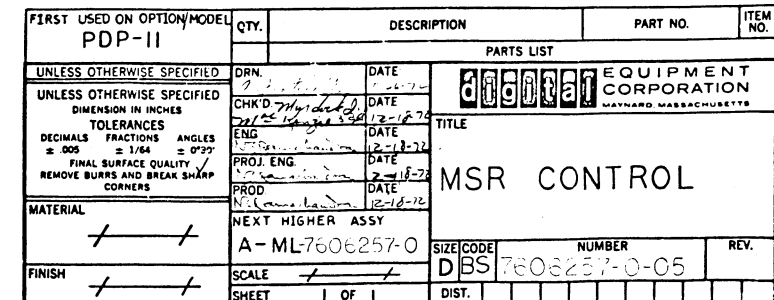 FIRST USED ON OPTION/MODEL
PDP-11
QTY.
DESCRIPTION
PART NO.
ITEM NO.
PARTS LIST
UNLESS OTHERWISE SPECIFIED
UNLESS OTHERWISE SPECIFIED
DIMENSION IN INCHES
TOLERANCES
DECIMALS FRACTIONS ANGLES
± .005 ± 1/64 ± 0°30'
FINAL SURFACE QUALITY
REMOVE BURRS AND BREAK SHARP
CORNERS
MATERIAL
FINISH
DRN.
DATE
CHK'D.
DATE
12-18-72
ENG
DATE
12-18-72
PROJ. ENG.
DATE
12-18-72
PROD
DATE
12-18-72
NEXT HIGHER ASSY
A-ML-7606257-0
SCALE
SHEET OF
digital
EQUIPMENT
CORPORATION
MAYNARD, MASSACHUSETTS
TITLE
MSR CONTROL
SIZE CODE NUMBER REV.
D BS 7606257-0-05
DIST.